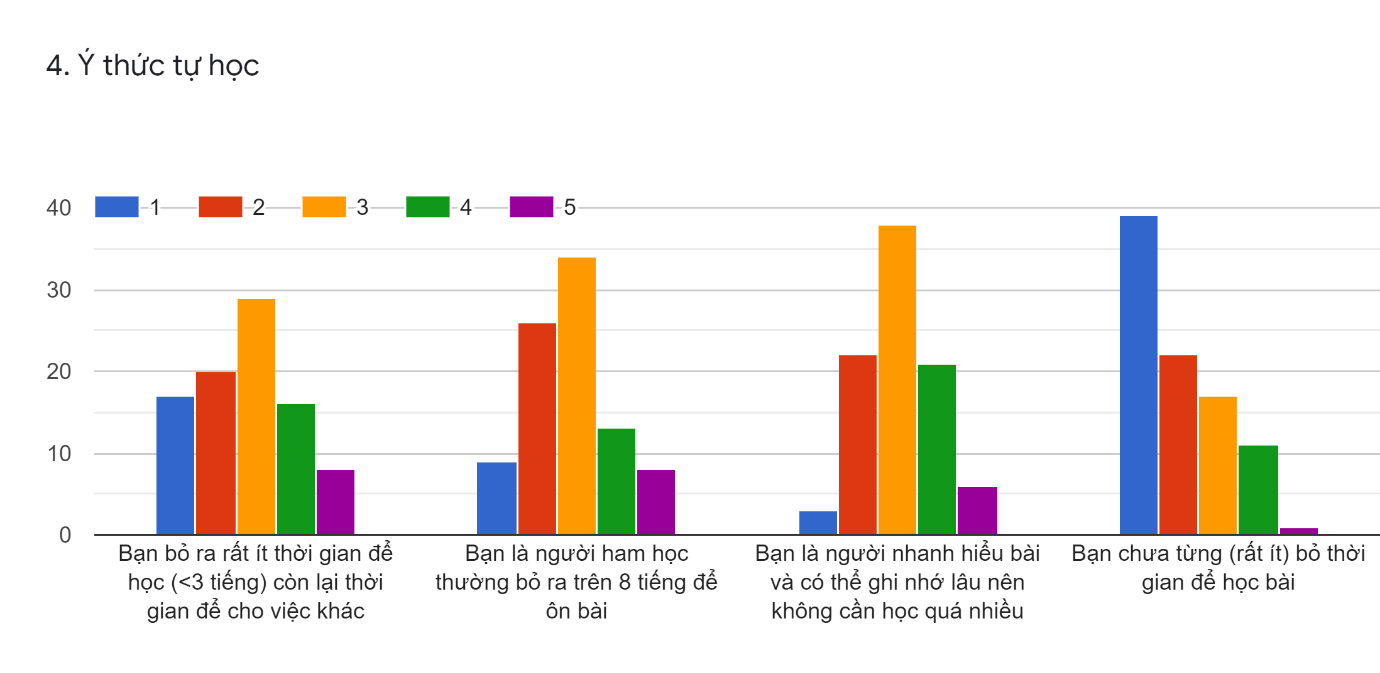 4. Ý thức tự học
40 1 2 3 4 5
30
20
10
0
Bạn bỏ ra rất ít thời gian để
học (<3 tiếng) còn lại thời
gian để cho việc khác
Bạn là người ham học
thường bỏ ra trên 8 tiếng để
ôn bài
Bạn là người nhanh hiểu bài
và có thể ghi nhớ lâu nên
không cần học quá nhiều
Bạn chưa từng (rất ít) bỏ thời
gian để học bài